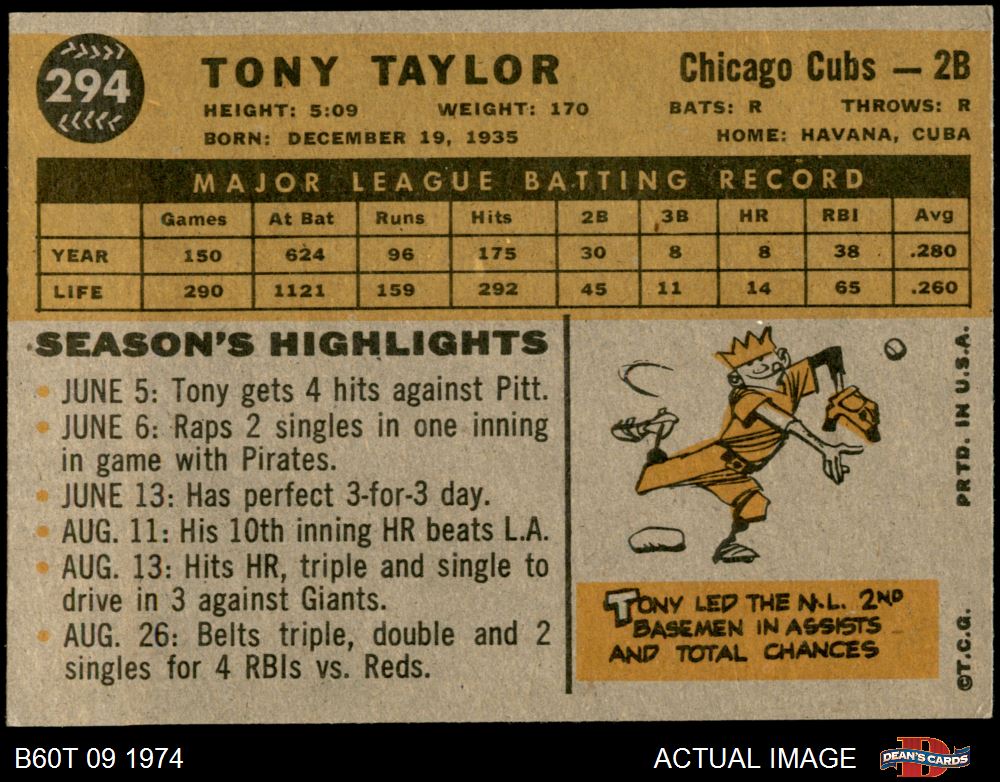 294
TONY TAYLOR
Chicago Cubs — 2B
HEIGHT: 5:09 WEIGHT: 170 BATS: R THROWS: R
BORN: DECEMBER 19, 1935 HOME: HAVANA, CUBA
MAJOR LEAGUE BATTING RECORD
Games At Bat Runs Hits 2B 3B HR RBI Avg
YEAR 150 624 96 175 30 8 8 38 .280
LIFE 290 1121 159 292 45 11 14 65 .260
SEASON'S HIGHLIGHTS
• JUNE 5: Tony gets 4 hits against Pitt.
• JUNE 6: Raps 2 singles in one inning
in game with Pirates.
• JUNE 13: Has perfect 3-for-3 day.
• AUG. 11: His 10th inning HR beats L.A.
• AUG. 13: Hits HR, triple and single to
drive in 3 against Giants.
• AUG. 26: Belts triple, double and 2
singles for 4 RBIs vs. Reds.
TONY LED THE N.L. 2ND
BASEMEN IN ASSISTS
AND TOTAL CHANCES
©T.C.G. PRTD. IN U.S.A.
B60T 09 1974
ACTUAL IMAGE
DEAN'S CARDS